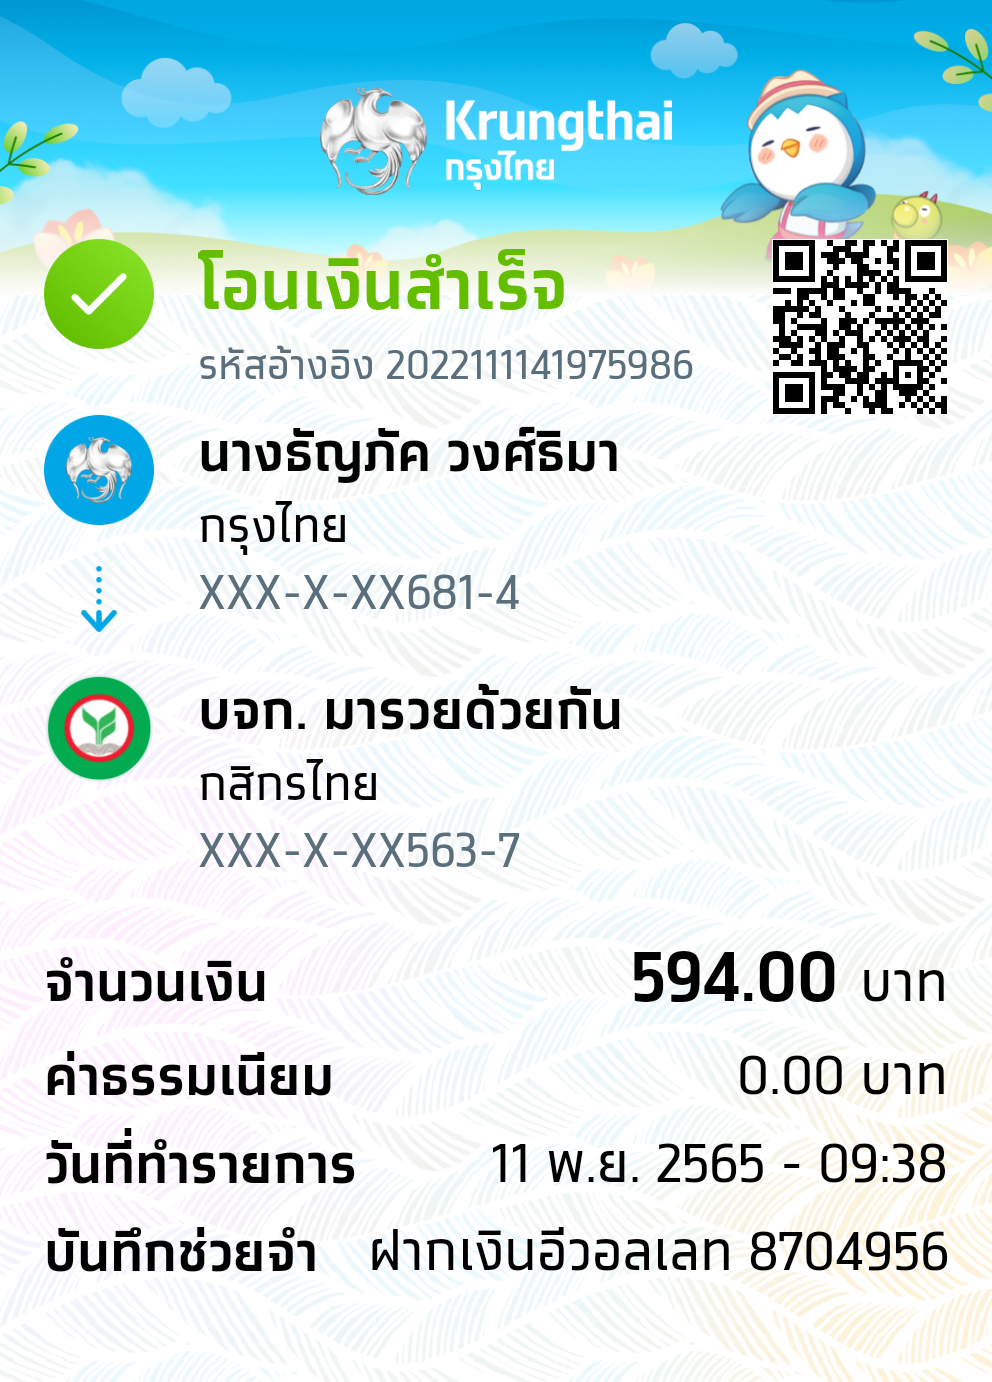 Krungthai
กรุงไทย
โอนเงินสำเร็จ
รหัสอ้างอิง 2022111141975986
นางธัญภัค วงศ์ธิมา
กรุงไทย
XXX-X-XX681-4
บจก. มารวยด้วยกัน
กสิกรไทย
XXX-X-XX563-7
จำนวนเงิน 594.00 บาท
ค่าธรรมเนียม 0.00 บาท
วันที่ทำรายการ 11 พ.ย. 2565 - 09:38
บันทึกช่วยจำ ฝากเงินอีวอลเลท 8704956